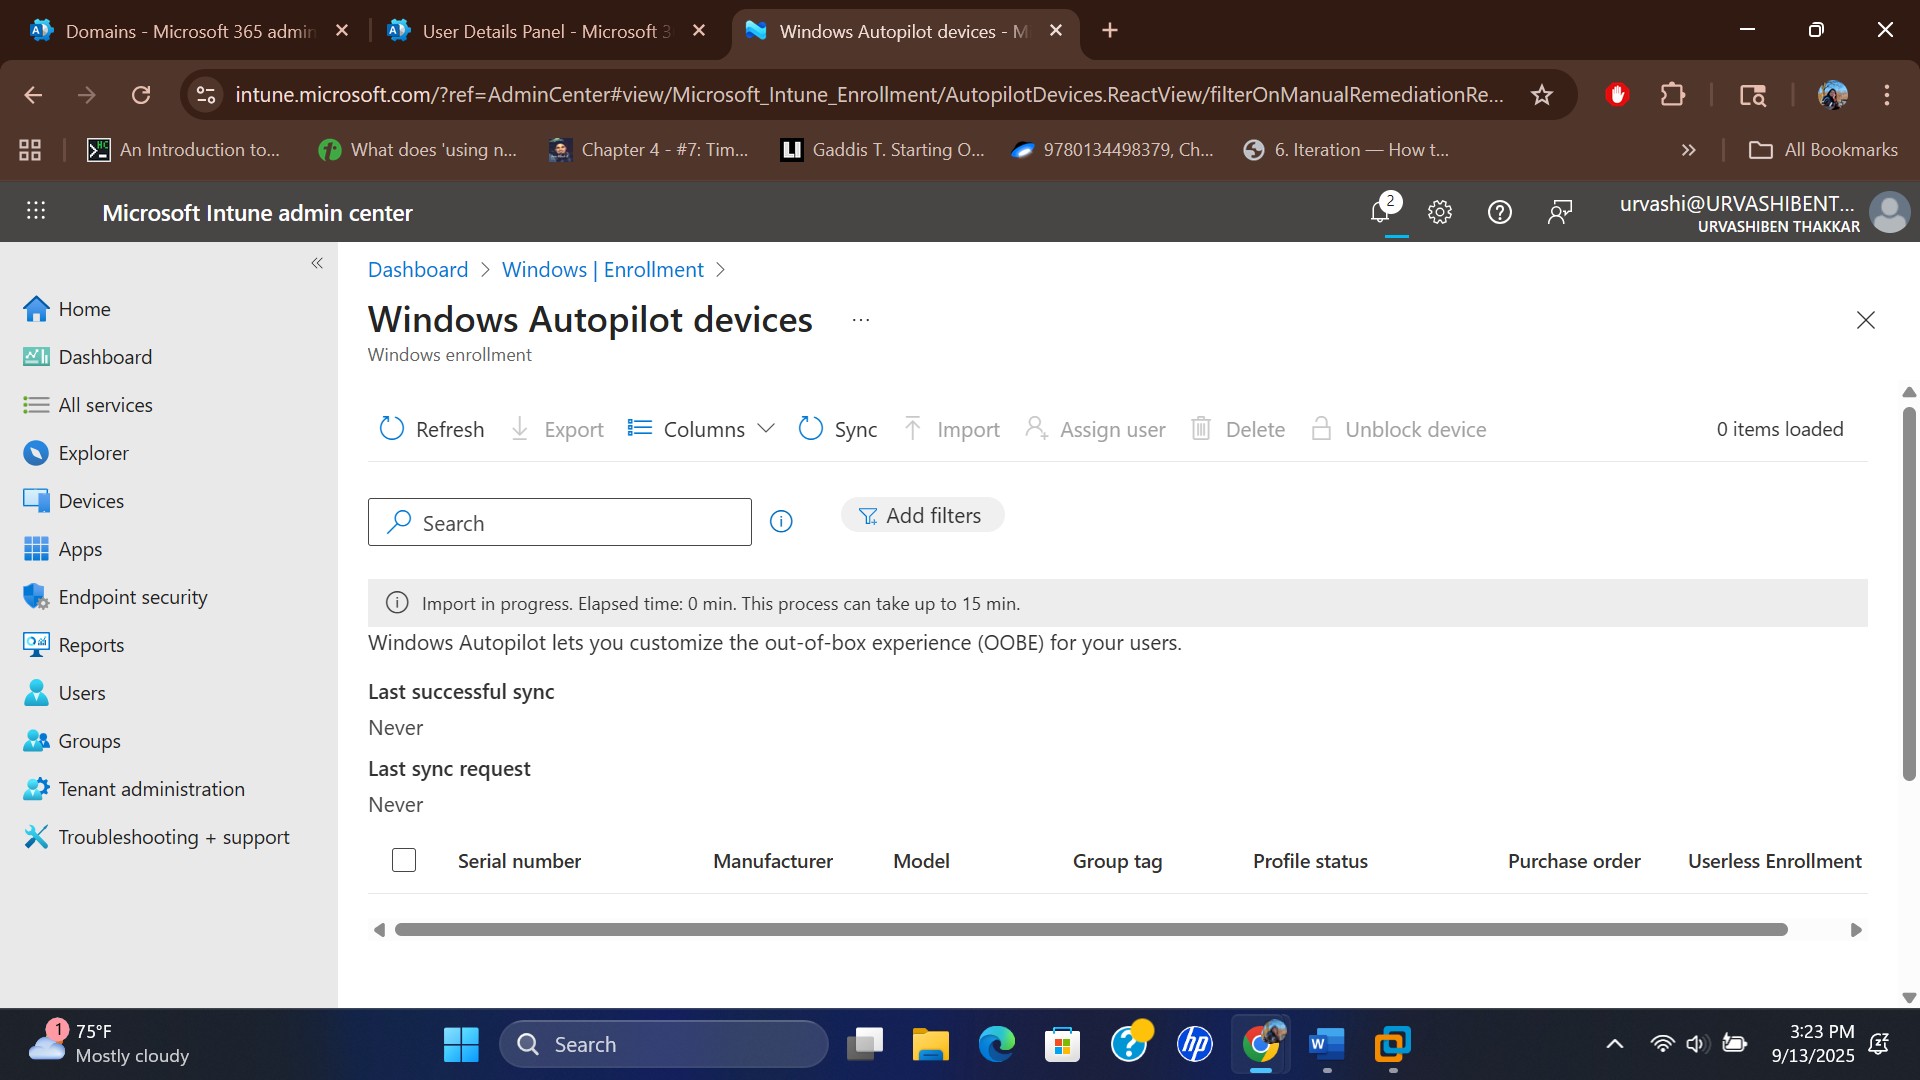 Domains - Microsoft 365 admin
User Details Panel - Microsoft 3
Windows Autopilot devices - M
intune.microsoft.com/?ref=AdminCenter#view/Microsoft_Intune_Enrollment/AutopilotDevices.ReactView/filterOnManualRemediationRe...
An Introduction to...
What does 'using n...
Chapter 4 - #7: Tim...
Gaddis T. Starting O...
9780134498379, Ch...
6. Iteration — How t...
All Bookmarks
Microsoft Intune admin center
2
urvashi@URVASHIBENT...
URVASHIBEN THAKKAR
Home
Dashboard
All services
Explorer
Devices
Apps
Endpoint security
Reports
Users
Groups
Tenant administration
Troubleshooting + support
Dashboard > Windows | Enrollment >
Windows Autopilot devices ...
Windows enrollment
Refresh Export Columns Sync Import Assign user Delete Unblock device 0 items loaded
Search
Add filters
Import in progress. Elapsed time: 0 min. This process can take up to 15 min.
Windows Autopilot lets you customize the out-of-box experience (OOBE) for your users.
Last successful sync
Never
Last sync request
Never
Serial number Manufacturer Model Group tag Profile status Purchase order Userless Enrollment
1
75°F
Mostly cloudy
Search
3:23 PM
9/13/2025